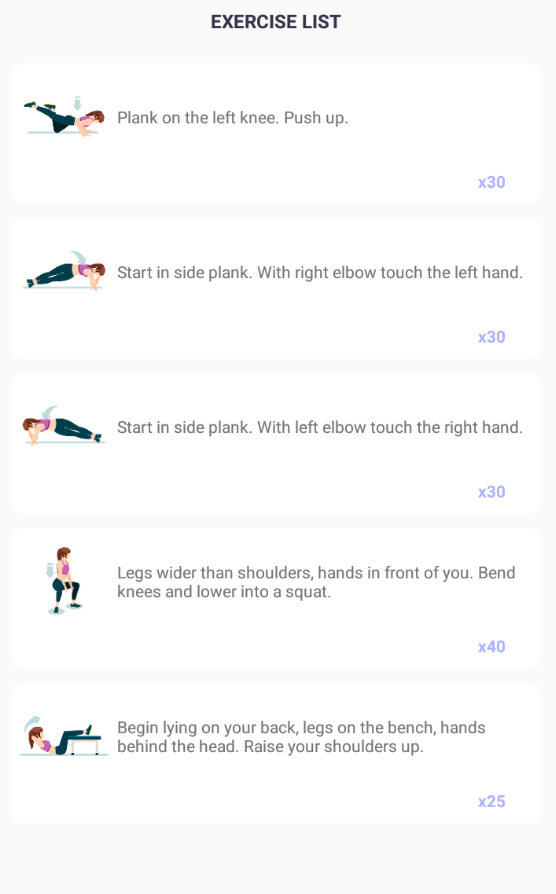 EXERCISE LIST
Plank on the left knee. Push up.
x30
Start in side plank. With right elbow touch the left hand.
x30
Start in side plank. With left elbow touch the right hand.
x30
Legs wider than shoulders, hands in front of you. Bend
knees and lower into a squat.
x40
Begin lying on your back, legs on the bench, hands
behind the head. Raise your shoulders up.
x25